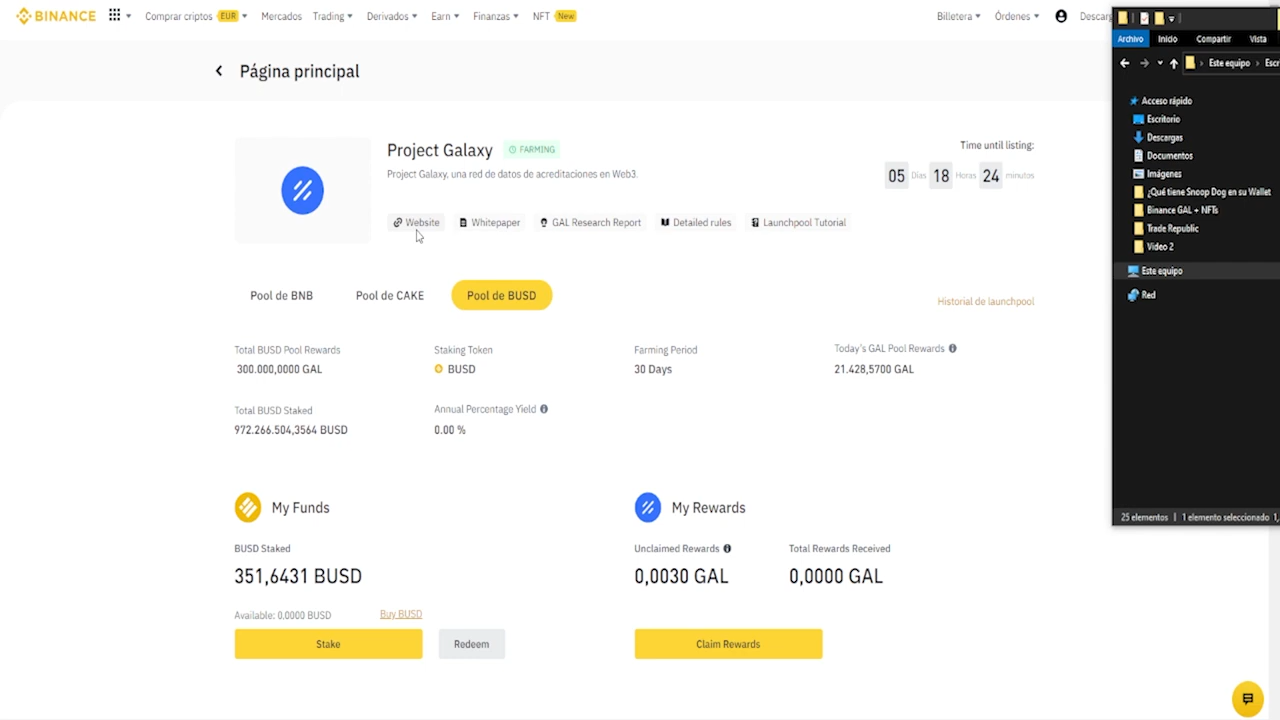 BINANCE Comprar criptos EUR Mercados Trading Derivados Earn Finanzas NFT New Billetera Órdenes
Página principal
Project Galaxy FARMING
Project Galaxy, una red de datos de acreditaciones en Web3.
Time until listing:
05 Días 18 Horas 24 minutos
Website Whitepaper GAL Research Report Detailed rules Launchpool Tutorial
Pool de BNB Pool de CAKE Pool de BUSD
Historial de launchpool
Total BUSD Pool Rewards Staking Token Farming Period Today's GAL Pool Rewards
300.000,0000 GAL BUSD 30 Days 21.428,5700 GAL
Total BUSD Staked Annual Percentage Yield
972.266.504,3564 BUSD 0.00 %
My Funds My Rewards
BUSD Staked Unclaimed Rewards Total Rewards Received
351,6431 BUSD 0,0030 GAL 0,0000 GAL
Available: 0,0000 BUSD Buy BUSD
Stake Redeem Claim Rewards
Archivo Inicio Compartir Vista
Este equipo
Acceso rápido
Escritorio
Descargas
Documentos
Imágenes
¿Qué tiene Snoop Dog en su Wallet
Binance GAL + NFTs
Trade Republic
Video 2
Este equipo
Red
25 elementos 1 elemento seleccionado